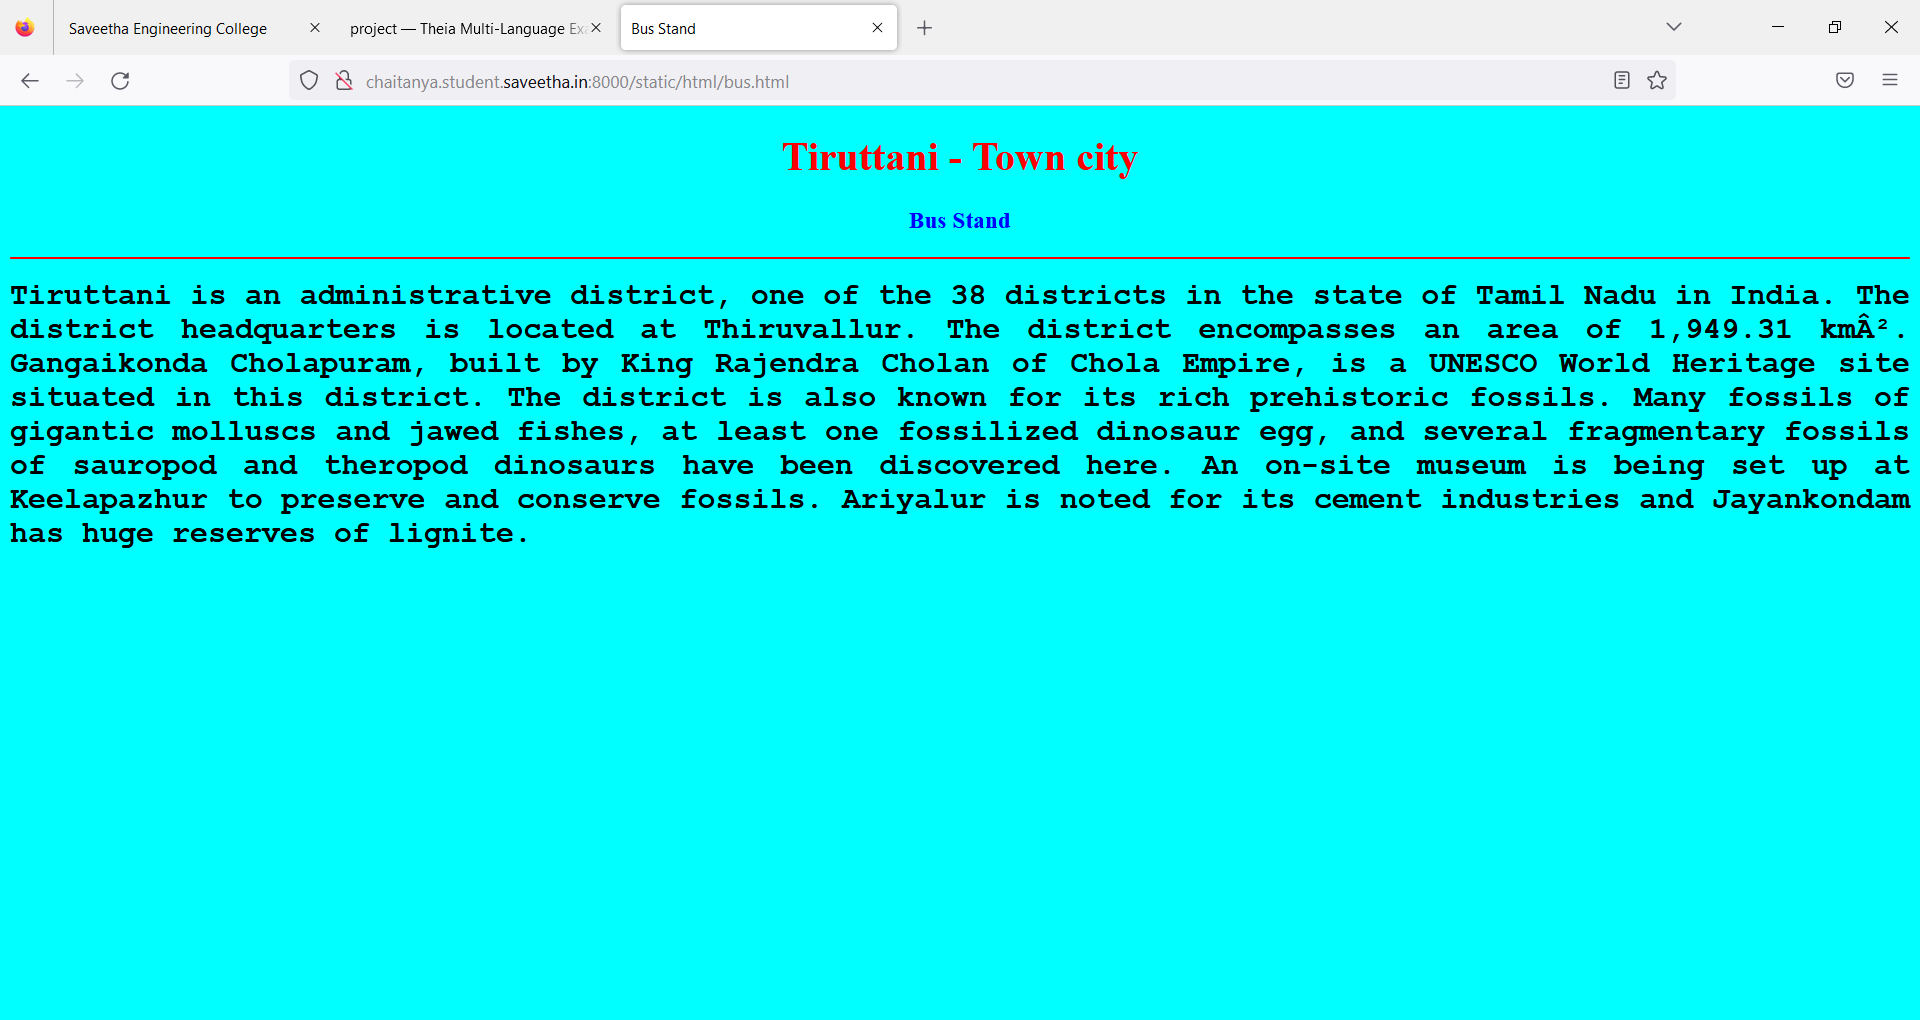 Saveetha Engineering College
project — Theia Multi-Language Exa
Bus Stand
chaitanya.student.saveetha.in:8000/static/html/bus.html
Tiruttani - Town city
Bus Stand
Tiruttani is an administrative district, one of the 38 districts in the state of Tamil Nadu in India. The
district headquarters is located at Thiruvallur. The district encompasses an area of 1,949.31 kmÂ².
Gangaikonda Cholapuram, built by King Rajendra Cholan of Chola Empire, is a UNESCO World Heritage site
situated in this district. The district is also known for its rich prehistoric fossils. Many fossils of
gigantic molluscs and jawed fishes, at least one fossilized dinosaur egg, and several fragmentary fossils
of sauropod and theropod dinosaurs have been discovered here. An on-site museum is being set up at
Keelapazhur to preserve and conserve fossils. Ariyalur is noted for its cement industries and Jayankondam
has huge reserves of lignite.